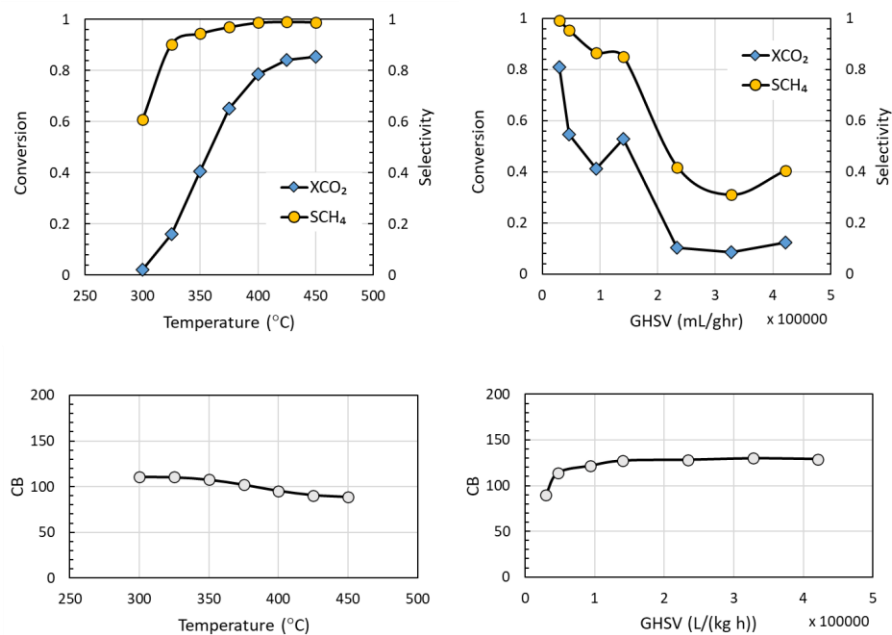 1
0.8
0.6
0.4
0.2
0
Conversion
1
0.8
0.6
0.4
0.2
0
Selectivity
XCO₂
SCH₄
250 300 350 400 450 500
Temperature (°C)
1
0.8
0.6
0.4
0.2
0
Conversion
1
0.8
0.6
0.4
0.2
0
Selectivity
XCO₂
SCH₄
0 1 2 3 4 5
GHSV (mL/ghr) x 100000
200
150
100
50
0
CB
250 300 350 400 450 500
Temperature (°C)
200
150
100
50
0
CB
0 1 2 3 4 5
GHSV (L/(kg h)) x 100000